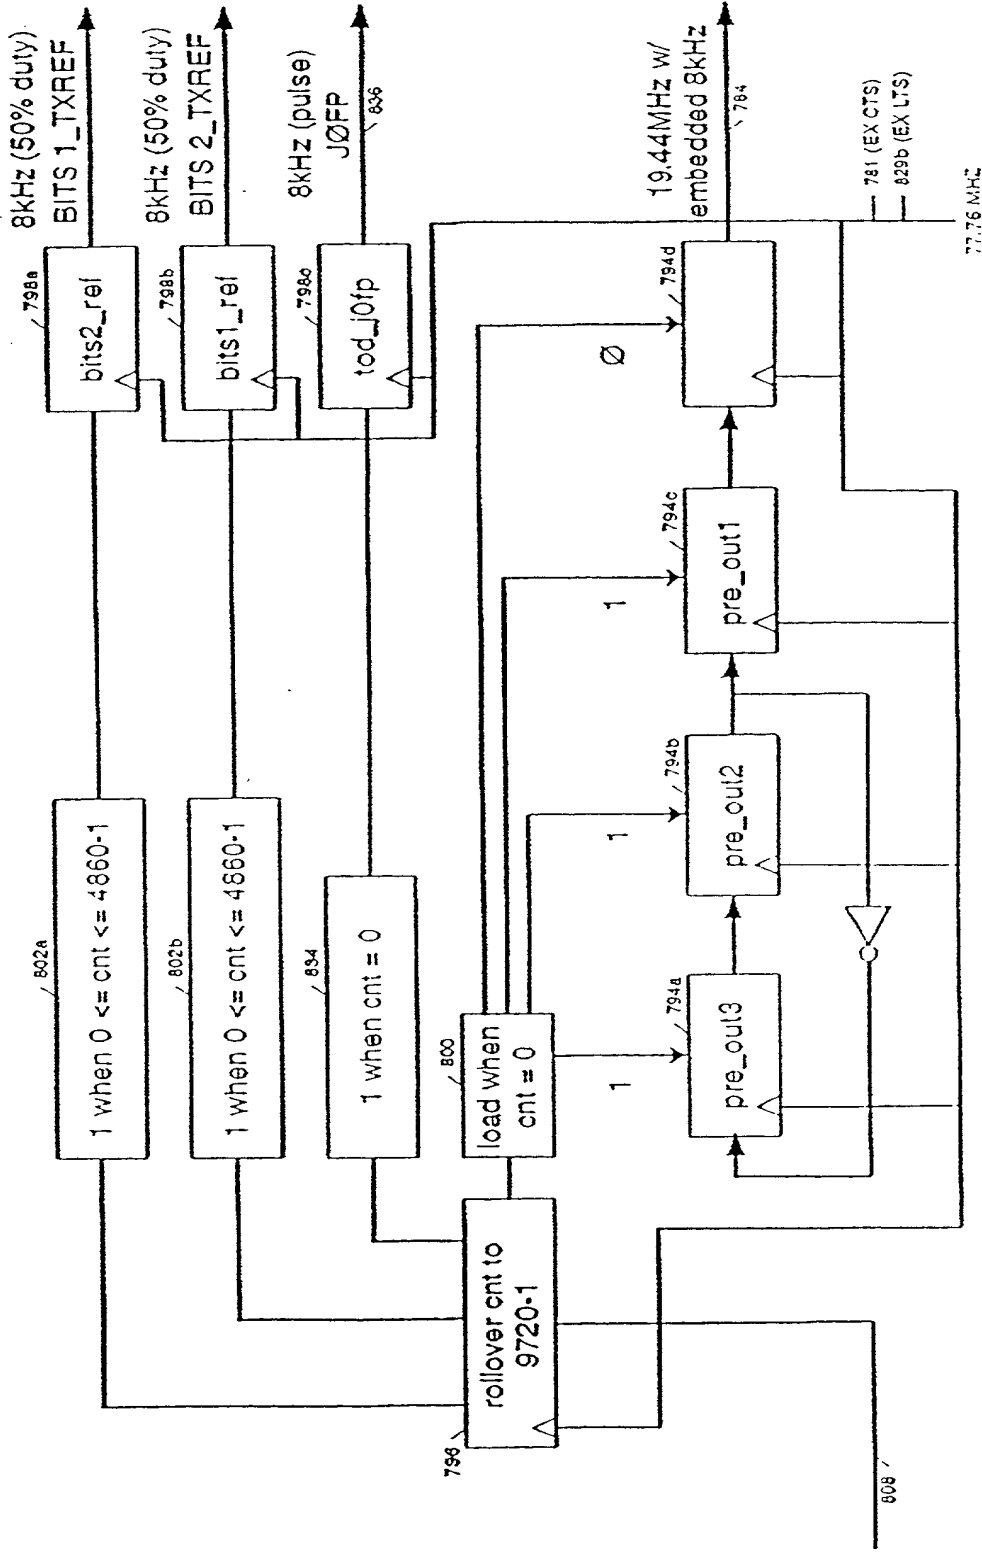 8kHz (50% duty)
BITS 1_TXREF
798a
bits2_ref
802a
1 when 0 <= cnt <= 4860-1
8kHz (50% duty)
BITS 2_TXREF
798b
bits1_ref
802b
1 when 0 <= cnt <= 4860-1
8kHz (pulse)
JØFP
836
798c
tod_j0fp
834
1 when cnt = 0
800
load when
cnt = 0
796
rollover cnt to
9720-1
1
794a
pre_out3
1
794b
pre_out2
1
794c
pre_out1
Ø
794d
19.44MHz w/
embedded 8kHz
784
781 (EX CTS)
829b (EX LTS)
77.76 MHZ
808